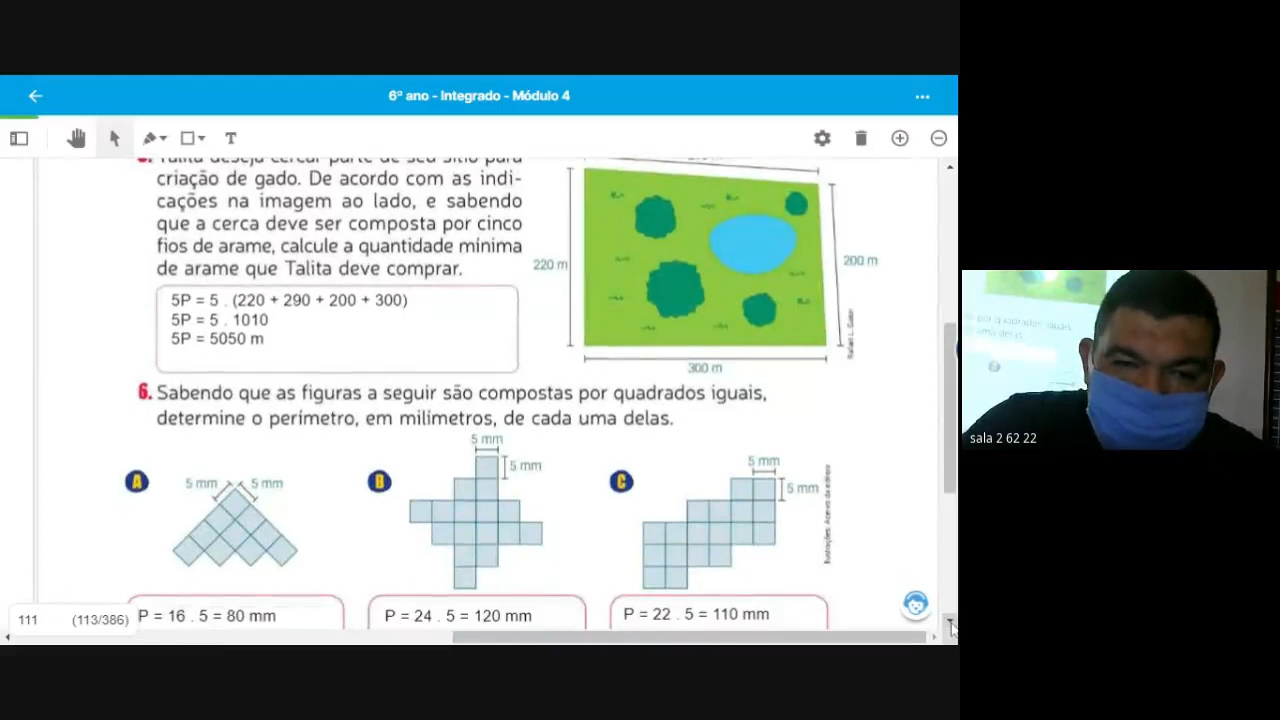 6º ano - Integrado - Módulo 4
T
criação de gado. De acordo com as indi-
cações na imagem ao lado, e sabendo
que a cerca deve ser composta por cinco
fios de arame, calcule a quantidade mínima
de arame que Talita deve comprar.
220 m
200 m
300 m
5P = 5 . (220 + 290 + 200 + 300)
5P = 5 . 1010
5P = 5050 m
6. Sabendo que as figuras a seguir são compostas por quadrados iguais,
determine o perímetro, em milímetros, de cada uma delas.
A
5 mm 5 mm
B
5 mm
5 mm
C
5 mm
5 mm
P = 16 . 5 = 80 mm
P = 24 . 5 = 120 mm
P = 22 . 5 = 110 mm
111 (113/386)
sala 2 62 22